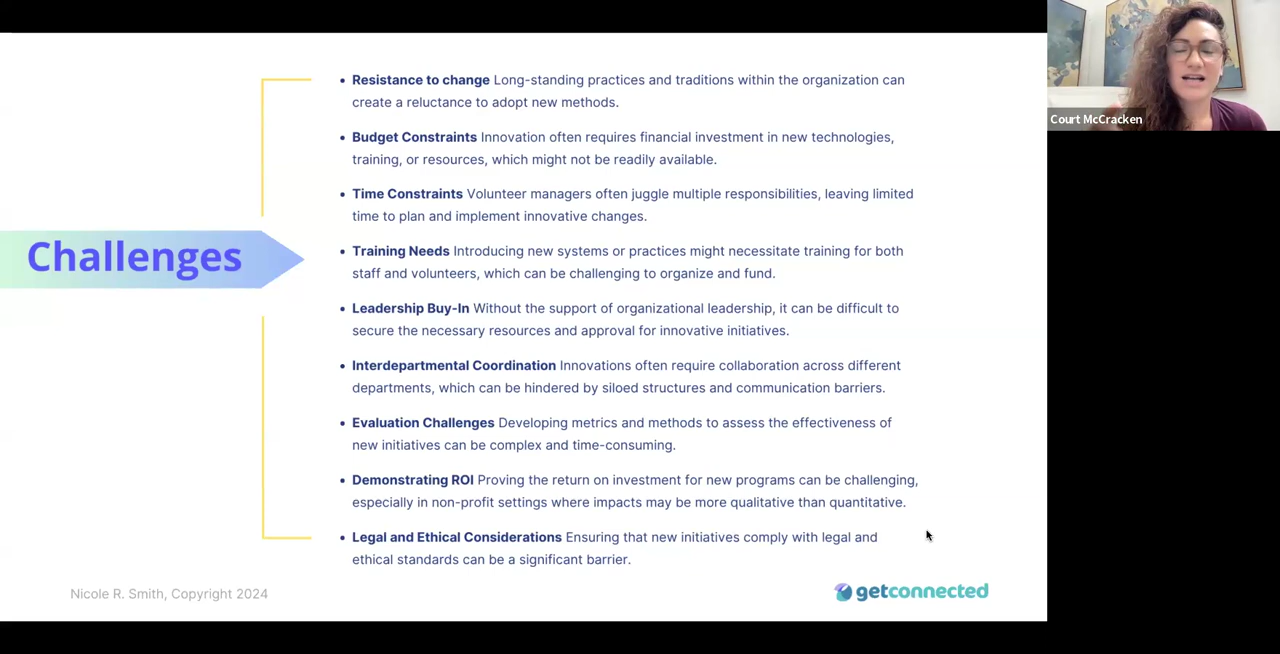 Challenges
• Resistance to change Long-standing practices and traditions within the organization can
create a reluctance to adopt new methods.
• Budget Constraints Innovation often requires financial investment in new technologies,
training, or resources, which might not be readily available.
• Time Constraints Volunteer managers often juggle multiple responsibilities, leaving limited
time to plan and implement innovative changes.
• Training Needs Introducing new systems or practices might necessitate training for both
staff and volunteers, which can be challenging to organize and fund.
• Leadership Buy-In Without the support of organizational leadership, it can be difficult to
secure the necessary resources and approval for innovative initiatives.
• Interdepartmental Coordination Innovations often require collaboration across different
departments, which can be hindered by siloed structures and communication barriers.
• Evaluation Challenges Developing metrics and methods to assess the effectiveness of
new initiatives can be complex and time-consuming.
• Demonstrating ROI Proving the return on investment for new programs can be challenging,
especially in non-profit settings where impacts may be more qualitative than quantitative.
• Legal and Ethical Considerations Ensuring that new initiatives comply with legal and
ethical standards can be a significant barrier.
Nicole R. Smith, Copyright 2024
getconnected
Court McCracken